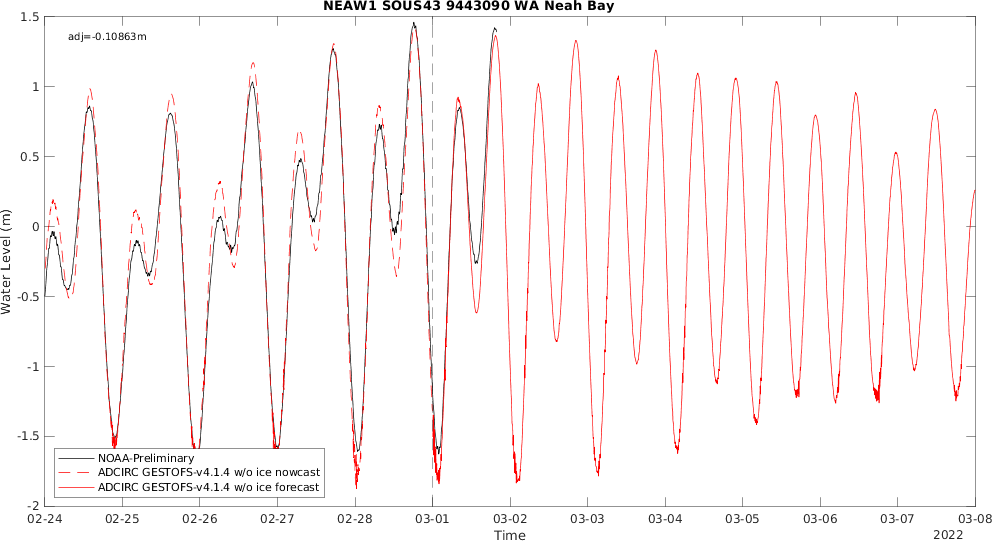 NEAW1 SOUS43 9443090 WA Neah Bay
adj=-0.10863m
1.5
1
0.5
0
-0.5
-1
-1.5
-2
Water Level (m)
NOAA-Preliminary
ADCIRC GESTOFS-v4.1.4 w/o ice nowcast
ADCIRC GESTOFS-v4.1.4 w/o ice forecast
02-24 02-25 02-26 02-27 02-28 03-01 03-02 03-03 03-04 03-05 03-06 03-07 03-08
Time
2022